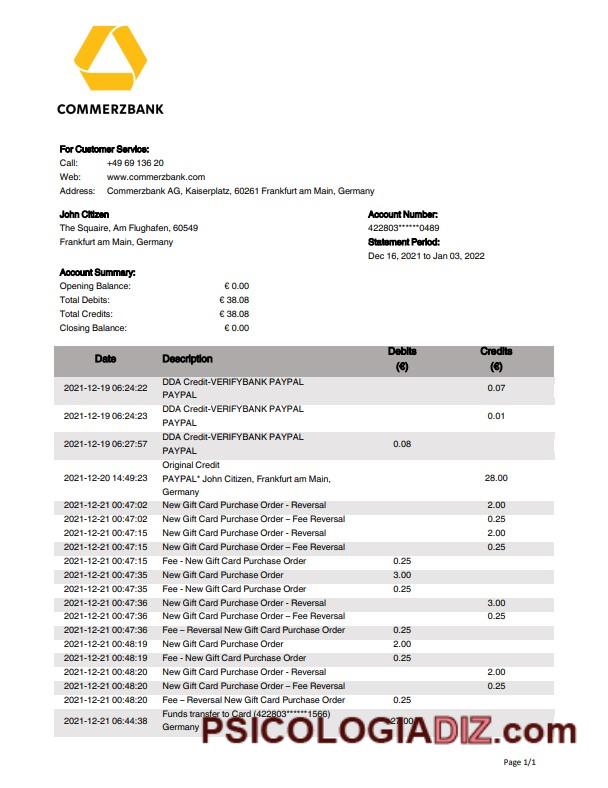 COMMERZBANK
For Customer Service:
Call: +49 69 136 20
Web: www.commerzbank.com
Address: Commerzbank AG, Kaiserplatz, 60261 Frankfurt am Main, Germany
John Citizen Account Number:
The Squaire, Am Flughafen, 60549 422803******0489
Frankfurt am Main, Germany Statement Period:
Dec 16, 2021 to Jan 03, 2022
Account Summary:
Opening Balance: € 0.00
Total Debits: € 38.08
Total Credits: € 38.08
Closing Balance: € 0.00
Date Description Debits (€) Credits (€)
2021-12-19 06:24:22 DDA Credit-VERIFYBANK PAYPAL 0.07
PAYPAL
2021-12-19 06:24:23 DDA Credit-VERIFYBANK PAYPAL 0.01
PAYPAL
2021-12-19 06:27:57 DDA Credit-VERIFYBANK PAYPAL 0.08
PAYPAL
Original Credit
2021-12-20 14:49:23 PAYPAL* John Citizen, Frankfurt am Main, 28.00
Germany
2021-12-21 00:47:02 New Gift Card Purchase Order - Reversal 2.00
2021-12-21 00:47:02 New Gift Card Purchase Order – Fee Reversal 0.25
2021-12-21 00:47:15 New Gift Card Purchase Order - Reversal 2.00
2021-12-21 00:47:15 New Gift Card Purchase Order – Fee Reversal 0.25
2021-12-21 00:47:15 Fee - New Gift Card Purchase Order 0.25
2021-12-21 00:47:35 New Gift Card Purchase Order 3.00
2021-12-21 00:47:35 Fee - New Gift Card Purchase Order 0.25
2021-12-21 00:47:36 New Gift Card Purchase Order - Reversal 3.00
2021-12-21 00:47:36 New Gift Card Purchase Order – Fee Reversal 0.25
2021-12-21 00:47:36 Fee – Reversal New Gift Card Purchase Order 0.25
2021-12-21 00:48:19 New Gift Card Purchase Order 2.00
2021-12-21 00:48:19 Fee - New Gift Card Purchase Order 0.25
2021-12-21 00:48:20 New Gift Card Purchase Order - Reversal 2.00
2021-12-21 00:48:20 New Gift Card Purchase Order – Fee Reversal 0.25
2021-12-21 00:48:20 Fee – Reversal New Gift Card Purchase Order 0.25
2021-12-21 06:44:38 Funds transfer to Card (422803******1566)
Germany
PSICOLOGIADIZ.com
Page 1/1